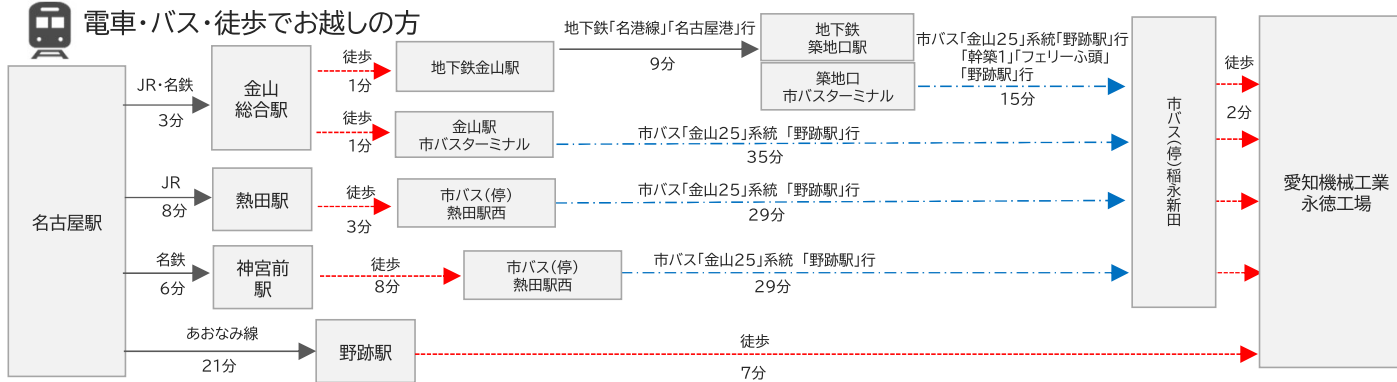 電車・バス・徒歩でお越しの方
名古屋駅
JR・名鉄
3分
金山
総合駅
徒歩
1分
地下鉄金山駅
地下鉄「名港線」「名古屋港」行
9分
地下鉄
築地口駅
築地口
市バスターミナル
市バス「金山25」系統「野跡駅」行
「幹築1」「フェリーふ頭」
「野跡駅」行
15分
徒歩
1分
金山駅
市バスターミナル
市バス「金山25」系統 「野跡駅」行
35分
JR
8分
熱田駅
徒歩
3分
市バス(停)
熱田駅西
市バス「金山25」系統 「野跡駅」行
29分
名鉄
6分
神宮前
駅
徒歩
8分
市バス(停)
熱田駅西
市バス「金山25」系統 「野跡駅」行
29分
市バス(停)稲永新田
徒歩
2分
あおなみ線
21分
野跡駅
徒歩
7分
愛知機械工業
永徳工場